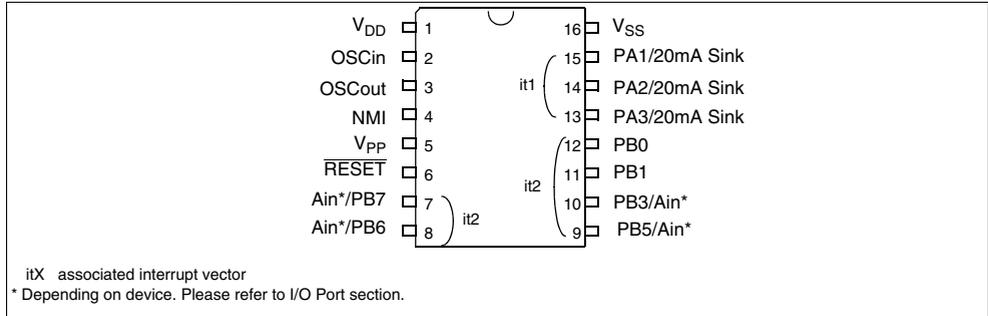 VDD 1 16 VSS
OSCin 2 15 PA1/20mA Sink
OSCout 3 it1 14 PA2/20mA Sink
NMI 4 13 PA3/20mA Sink
VPP 5 12 PB0
RESET 6 11 PB1
it2
Ain*/PB7 7 10 PB3/Ain*
it2
Ain*/PB6 8 9 PB5/Ain*
itX associated interrupt vector
* Depending on device. Please refer to I/O Port section.